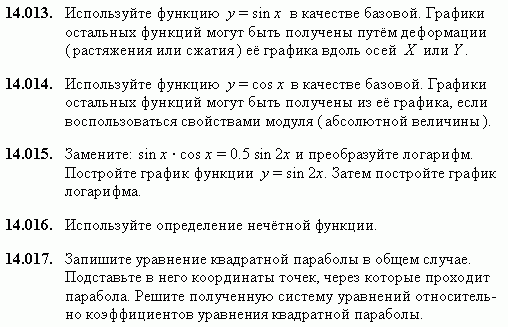 14.013. Используйте функцию y = sin x в качестве базовой. Графики
остальных функций могут быть получены путём деформации
( растяжения или сжатия ) её графика вдоль осей X или Y .
14.014. Используйте функцию y = cos x в качестве базовой. Графики
остальных функций могут быть получены из её графика, если
воспользоваться свойствами модуля ( абсолютной величины ).
14.015. Замените: sin x · cos x = 0.5 sin 2x и преобразуйте логарифм.
Постройте график функции y = sin 2x. Затем постройте график
логарифма.
14.016. Используйте определение нечётной функции.
14.017. Запишите уравнение квадратной параболы в общем случае.
Подставьте в него координаты точек, через которые проходит
парабола. Решите полученную систему уравнений относитель-
но коэффициентов уравнения квадратной параболы.